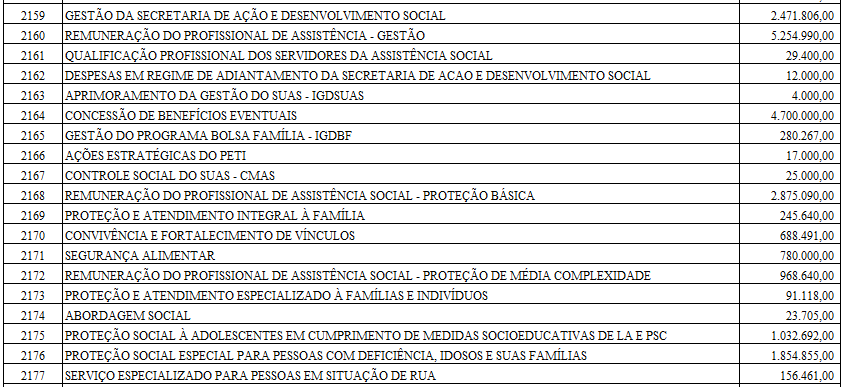 2159 GESTÃO DA SECRETARIA DE AÇÃO E DESENVOLVIMENTO SOCIAL 2.471.806,00
2160 REMUNERAÇÃO DO PROFISSIONAL DE ASSISTÊNCIA - GESTÃO 5.254.990,00
2161 QUALIFICAÇÃO PROFISSIONAL DOS SERVIDORES DA ASSISTÊNCIA SOCIAL 29.400,00
2162 DESPESAS EM REGIME DE ADIANTAMENTO DA SECRETARIA DE ACAO E DESENVOLVIMENTO SOCIAL 12.000,00
2163 APRIMORAMENTO DA GESTÃO DO SUAS - IGDSUAS 4.000,00
2164 CONCESSÃO DE BENEFÍCIOS EVENTUAIS 4.700.000,00
2165 GESTÃO DO PROGRAMA BOLSA FAMÍLIA - IGDBF 280.267,00
2166 AÇÕES ESTRATÉGICAS DO PETI 17.000,00
2167 CONTROLE SOCIAL DO SUAS - CMAS 25.000,00
2168 REMUNERAÇÃO DO PROFISSIONAL DE ASSISTÊNCIA SOCIAL - PROTEÇÃO BÁSICA 2.875.090,00
2169 PROTEÇÃO E ATENDIMENTO INTEGRAL À FAMÍLIA 245.640,00
2170 CONVIVÊNCIA E FORTALECIMENTO DE VÍNCULOS 688.491,00
2171 SEGURANÇA ALIMENTAR 780.000,00
2172 REMUNERAÇÃO DO PROFISSIONAL DE ASSISTÊNCIA SOCIAL - PROTEÇÃO DE MÉDIA COMPLEXIDADE 968.640,00
2173 PROTEÇÃO E ATENDIMENTO ESPECIALIZADO À FAMÍLIAS E INDIVÍDUOS 91.118,00
2174 ABORDAGEM SOCIAL 23.705,00
2175 PROTEÇÃO SOCIAL À ADOLESCENTES EM CUMPRIMENTO DE MEDIDAS SOCIOEDUCATIVAS DE LA E PSC 1.032.692,00
2176 PROTEÇÃO SOCIAL ESPECIAL PARA PESSOAS COM DEFICIÊNCIA, IDOSOS E SUAS FAMÍLIAS 1.854.855,00
2177 SERVIÇO ESPECIALIZADO PARA PESSOAS EM SITUAÇÃO DE RUA 156.461,00